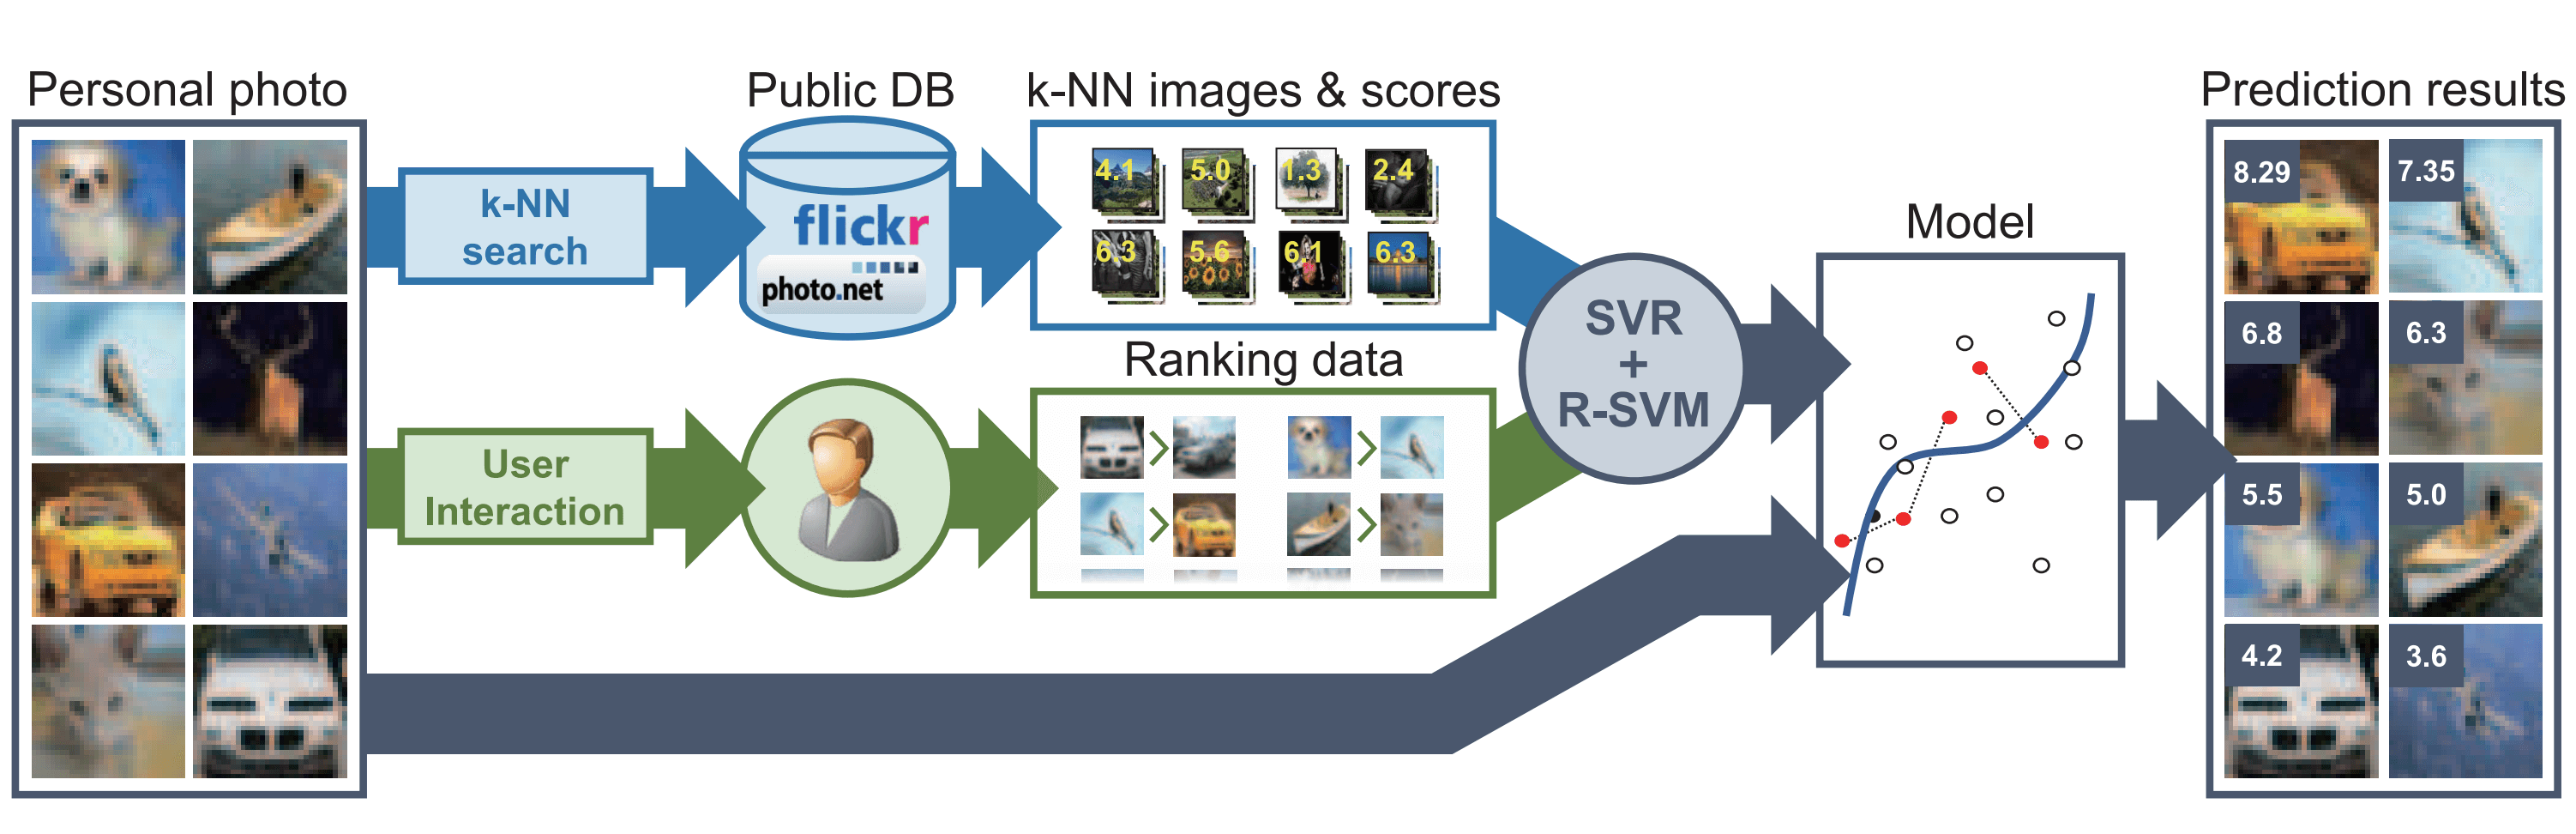 Personal photo
Public DB
k-NN images & scores
Prediction results
k-NN
search
flickr
photo.net
4.1
5.0
1.3
2.4
6.3
5.6
6.1
6.3
User
Interaction
Ranking data
>
>
>
>
SVR
+
R-SVM
Model
8.29
7.35
6.8
6.3
5.5
5.0
4.2
3.6